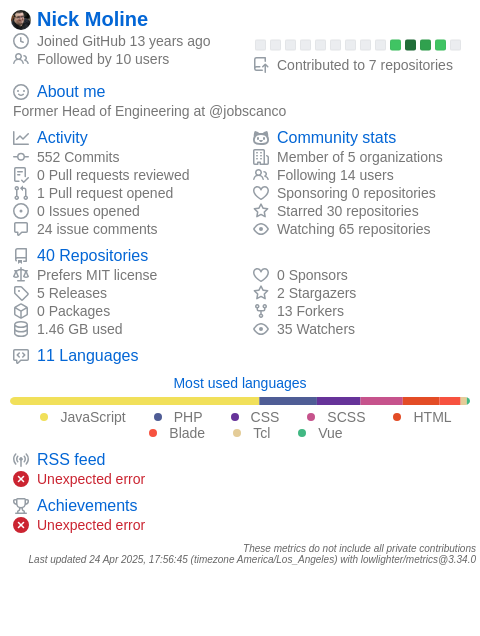 Nick Moline
Joined GitHub 13 years ago
Followed by 10 users
Contributed to 7 repositories
About me
Former Head of Engineering at @jobscanco
Activity
552 Commits
0 Pull requests reviewed
1 Pull request opened
0 Issues opened
24 issue comments
Community stats
Member of 5 organizations
Following 14 users
Sponsoring 0 repositories
Starred 30 repositories
Watching 65 repositories
40 Repositories
Prefers MIT license
5 Releases
0 Packages
1.46 GB used
0 Sponsors
2 Stargazers
13 Forkers
35 Watchers
11 Languages
Most used languages
JavaScript PHP CSS SCSS HTML
Blade Tcl Vue
RSS feed
Unexpected error
Achievements
Unexpected error
These metrics do not include all private contributions
Last updated 24 Apr 2025, 17:56:45 (timezone America/Los_Angeles) with lowlighter/metrics@3.34.0